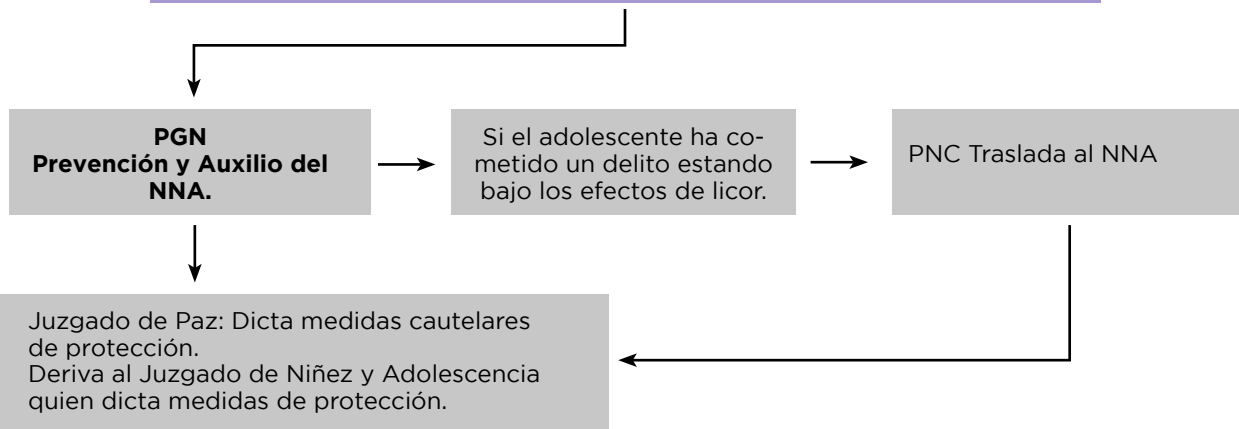 PGN
Prevención y Auxilio del
NNA.
Si el adolescente ha co-
metido un delito estando
bajo los efectos de licor.
PNC Traslada al NNA
Juzgado de Paz: Dicta medidas cautelares
de protección.
Deriva al Juzgado de Niñez y Adolescencia
quien dicta medidas de protección.